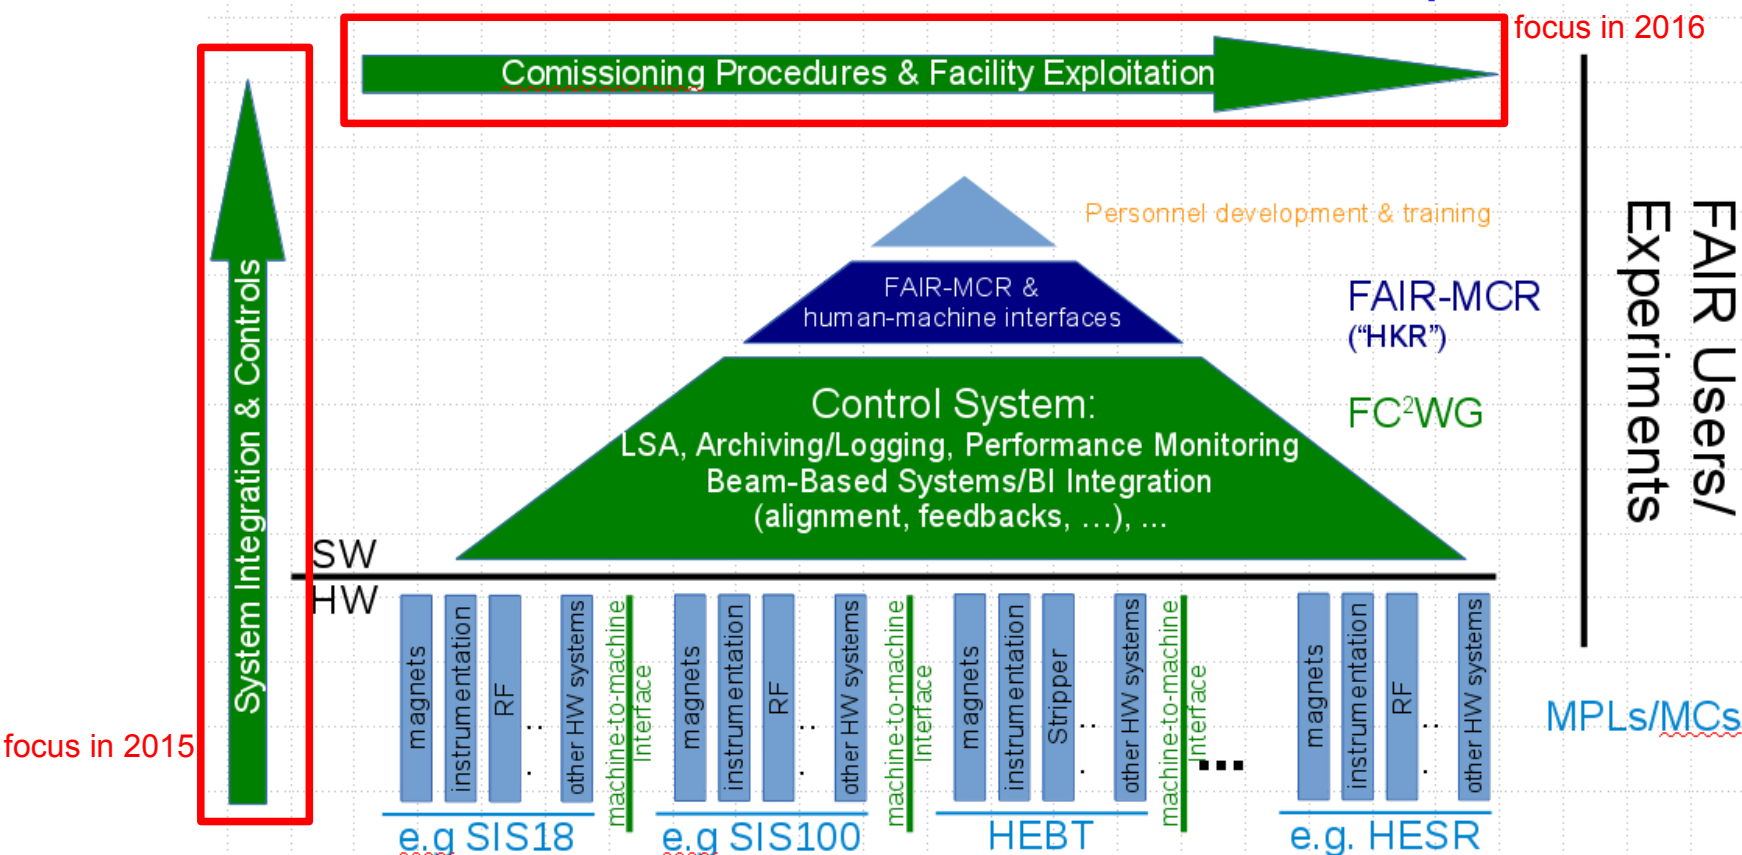 focus in 2016
Comissioning Procedures & Facility Exploitation
System Integration & Controls
focus in 2015
Personnel development & training
FAIR-MCR &
human-machine interfaces
FAIR-MCR
("HKR")
Control System:
LSA, Archiving/Logging, Performance Monitoring
Beam-Based Systems/BI Integration
(alignment, feedbacks, …), ...
FC²WG
FAIR Users/
Experiments
SW
HW
magnets
instrumentation
RF
.. .
other HW systems
machine-to-machine
Interface
magnets
instrumentation
RF
.. .
other HW systems
machine-to-machine
Interface
magnets
instrumentation
Stripper
.. .
other HW systems
machine-to-machine
Interface
...
magnets
instrumentation
RF
.. .
other HW systems
MPLs/MCs
e.g SIS18
e.g SIS100
HEBT
e.g. HESR